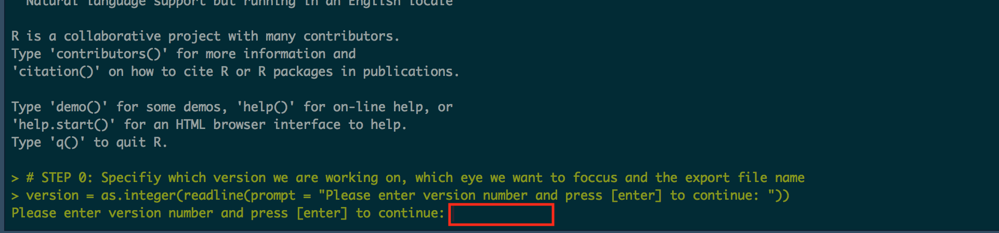 Natural language support but running in an English locale
R is a collaborative project with many contributors.
Type 'contributors()' for more information and
'citation()' on how to cite R or R packages in publications.
Type 'demo()' for some demos, 'help()' for on-line help, or
'help.start()' for an HTML browser interface to help.
Type 'q()' to quit R.
> # STEP 0: Specifiy which version we are working on, which eye we want to foccus and the export file name
> version = as.integer(readline(prompt = "Please enter version number and press [enter] to continue: "))
Please enter version number and press [enter] to continue: